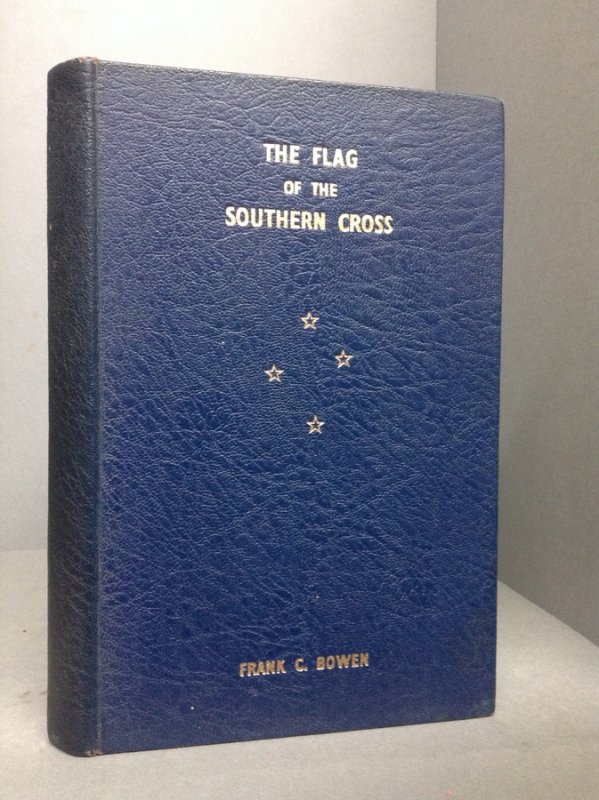 THE FLAG
OF THE
SOUTHERN CROSS
FRANK C. BOWEN